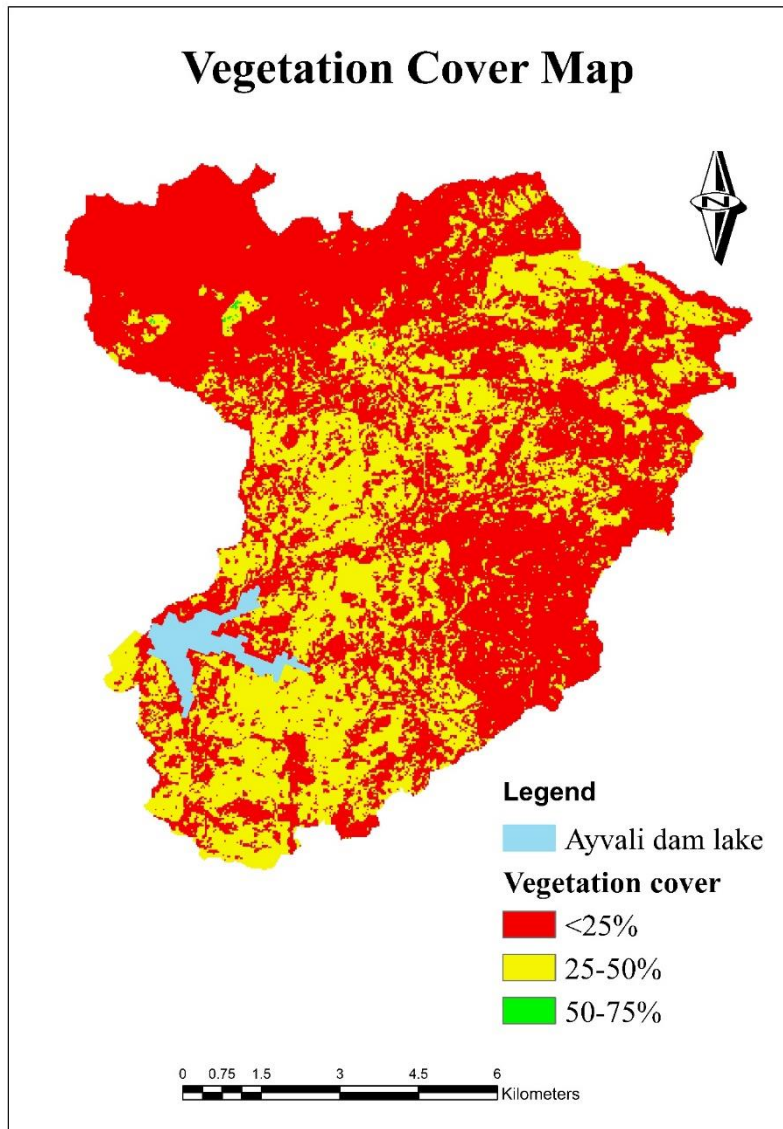 Vegetation Cover Map
N
Legend
Ayvali dam lake
Vegetation cover
<25%
25-50%
50-75%
0 0.75 1.5 3 4.5 6
Kilometers